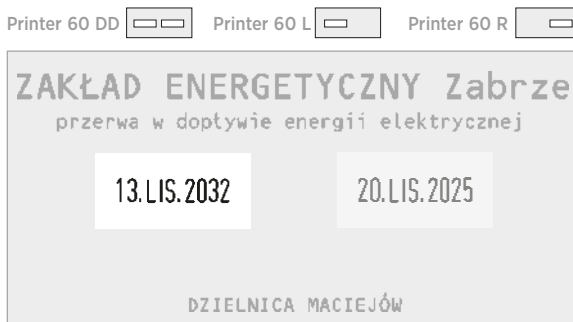 Printer 60 DD Printer 60 L Printer 60 R
ZAKŁAD ENERGETYCZNY Zabrze
przerwa w dopływie energii elektrycznej
13.LIS.2032 20.LIS.2025
DZIELNICA MACIEJÓW